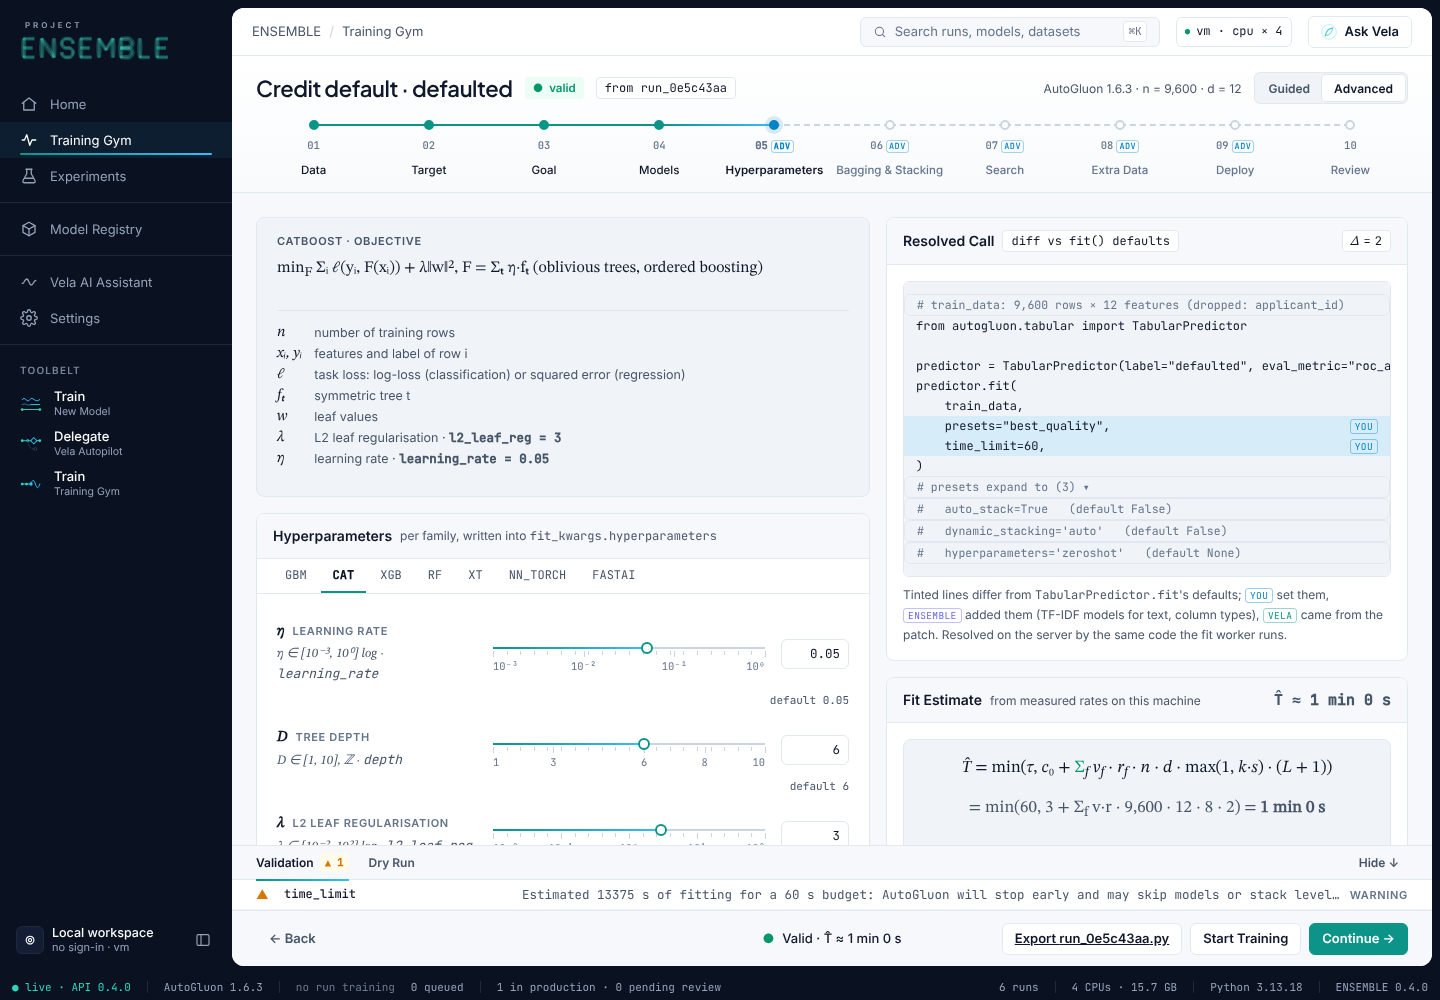 PROJECT
ENSEMBLE
Home
Training Gym
Experiments
Model Registry
Vela AI Assistant
Settings
TOOLBELT
Train
New Model
Delegate
Vela Autopilot
Train
Training Gym
Local workspace
no sign-in · vm
ENSEMBLE / Training Gym
Search runs, models, datasets ⌘K
vm · cpu × 4
Ask Vela
Credit default · defaulted
valid
from run_0e5c43aa
AutoGluon 1.6.3 · n = 9,600 · d = 12
Guided Advanced
01 02 03 04 05 ADV 06 ADV 07 ADV 08 ADV 09 ADV 10
Data Target Goal Models Hyperparameters Bagging & Stacking Search Extra Data Deploy Review
CATBOOST · OBJECTIVE
min_F Σᵢ ℓ(yᵢ, F(xᵢ)) + λ‖w‖², F = Σₜ η·fₜ (oblivious trees, ordered boosting)
n number of training rows
xᵢ, yᵢ features and label of row i
ℓ task loss: log-loss (classification) or squared error (regression)
fₜ symmetric tree t
w leaf values
λ L2 leaf regularisation · l2_leaf_reg = 3
η learning rate · learning_rate = 0.05
Hyperparameters per family, written into fit_kwargs.hyperparameters
GBM CAT XGB RF XT NN_TORCH FASTAI
η LEARNING RATE
η ∈ [10⁻³, 10⁰] log ·
learning_rate
10⁻³ 10⁻² 10⁻¹ 10⁰
0.05
default 0.05
D TREE DEPTH
D ∈ [1, 10], ℤ · depth
1 3 6 8 10
6
default 6
λ L2 LEAF REGULARISATION
3
Resolved Call diff vs fit() defaults Δ = 2
# train_data: 9,600 rows × 12 features (dropped: applicant_id)
from autogluon.tabular import TabularPredictor
predictor = TabularPredictor(label="defaulted", eval_metric="roc_a
predictor.fit(
train_data,
presets="best_quality", YOU
time_limit=60, YOU
)
# presets expand to (3) ▾
# auto_stack=True (default False)
# dynamic_stacking='auto' (default False)
# hyperparameters='zeroshot' (default None)
Tinted lines differ from TabularPredictor.fit's defaults; YOU set them,
ENSEMBLE added them (TF-IDF models for text, column types), VELA came from the
patch. Resolved on the server by the same code the fit worker runs.
Fit Estimate from measured rates on this machine T̂ ≈ 1 min 0 s
T̂ = min(τ, c₀ + Σ_f v_f · r_f · n · d · max(1, k·s) · (L + 1))
= min(60, 3 + Σ_f v·r · 9,600 · 12 · 8 · 2) = 1 min 0 s
Validation ▲ 1 Dry Run Hide ↓
time_limit Estimated 13375 s of fitting for a 60 s budget: AutoGluon will stop early and may skip models or stack level… WARNING
← Back
Valid · T̂ ≈ 1 min 0 s
Export run_0e5c43aa.py
Start Training
Continue →
live · API 0.4.0 AutoGluon 1.6.3 no run training 0 queued 1 in production · 0 pending review 6 runs 4 CPUs · 15.7 GB Python 3.13.18 ENSEMBLE 0.4.0